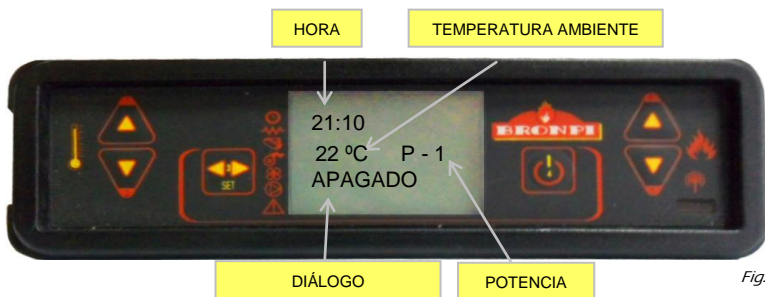 HORA
TEMPERATURA AMBIENTE
21:10
22 ºC P - 1
APAGADO
BRONPI
SET
DIÁLOGO
POTENCIA
Fig.